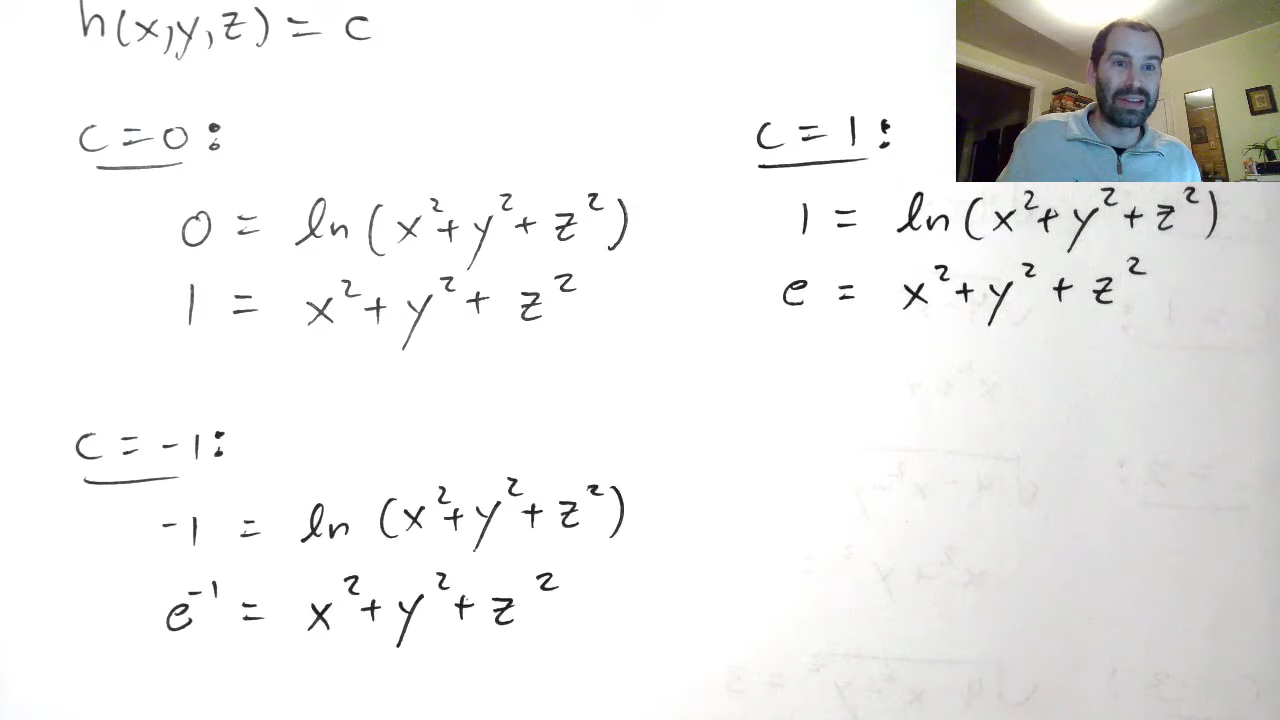 h(x,y,z) = c
c = 0:
0 = ln(x²+y²+z²)
1 = x²+y²+z²
c = 1:
1 = ln(x²+y²+z²)
e = x²+y²+z²
c = -1:
-1 = ln (x²+y²+z²)
e⁻¹ = x²+y²+z²